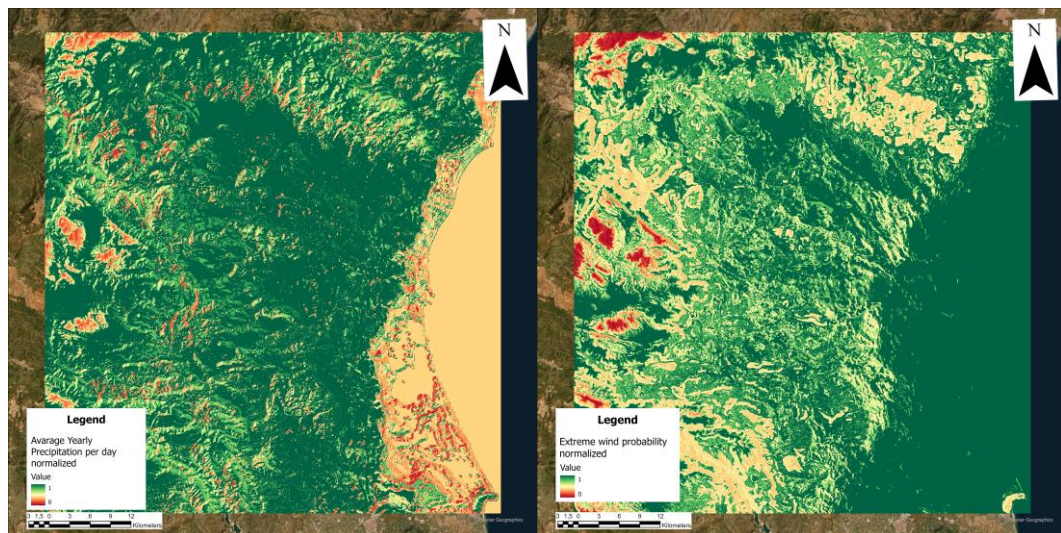 N
Legend
Avarage Yearly
Precipitation per day
normalized
Value
1
0
3 1,5 0 3 6 9 12
Kilometers
N
Legend
Extreme wind probability
normalized
Value
1
0
3 1,5 0 3 6 9 12
Kilometers
Geographics